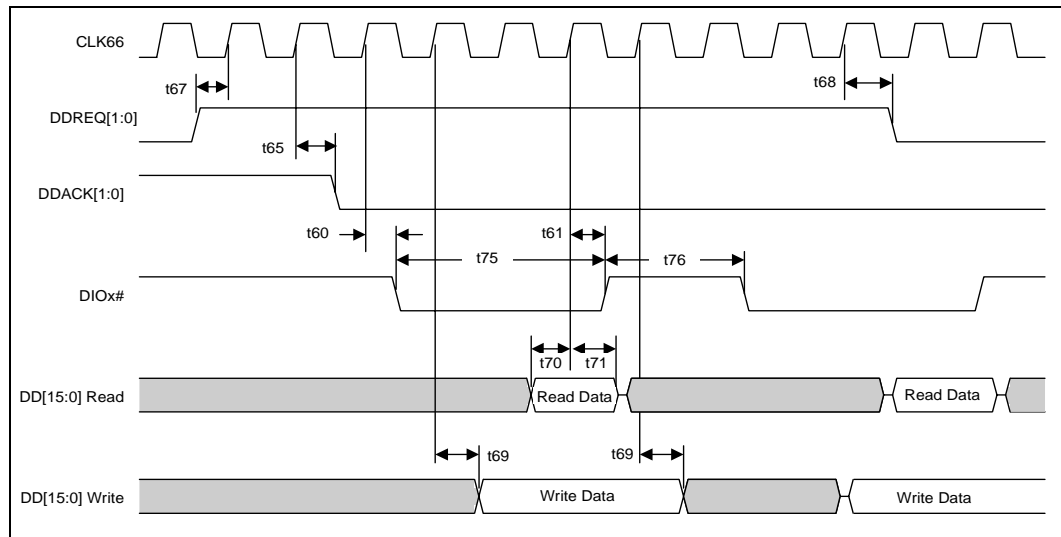 CLK66
t67
t68
DDREQ[1:0]
t65
DDACK[1:0]
t60
t61
t75
t76
DIOx#
t70
t71
DD[15:0] Read
Read Data
Read Data
t69
t69
DD[15:0] Write
Write Data
Write Data